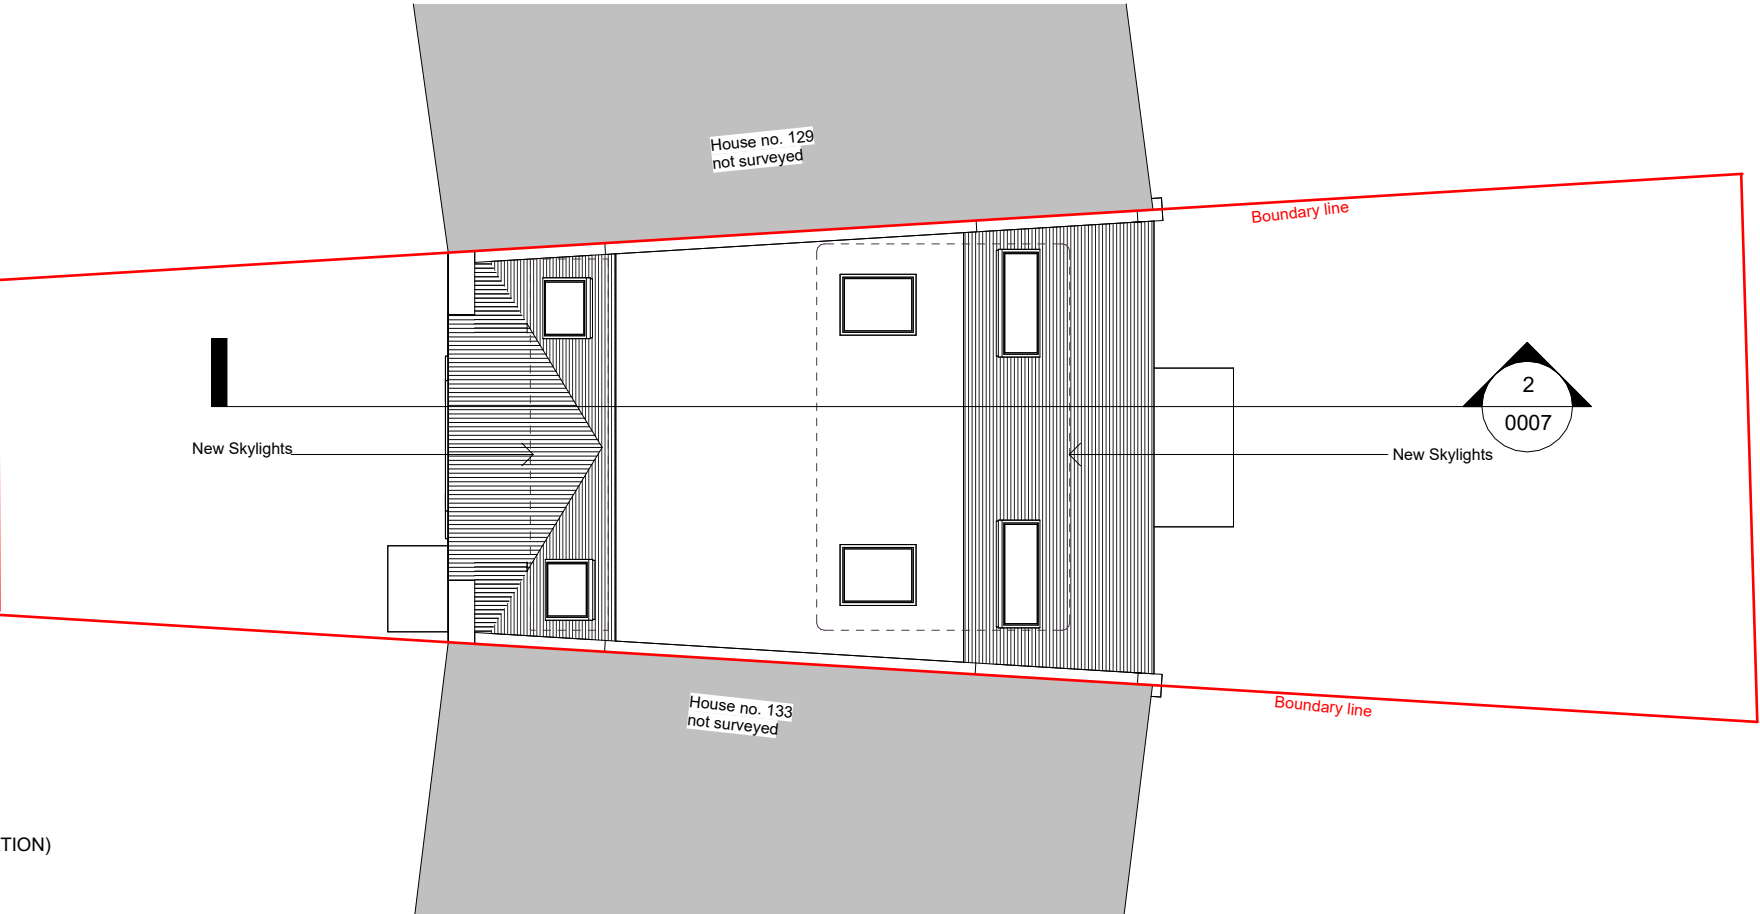 House no. 129
not surveyed
Boundary line
2
0007
New Skylights
New Skylights
House no. 133
not surveyed
Boundary line
TION)